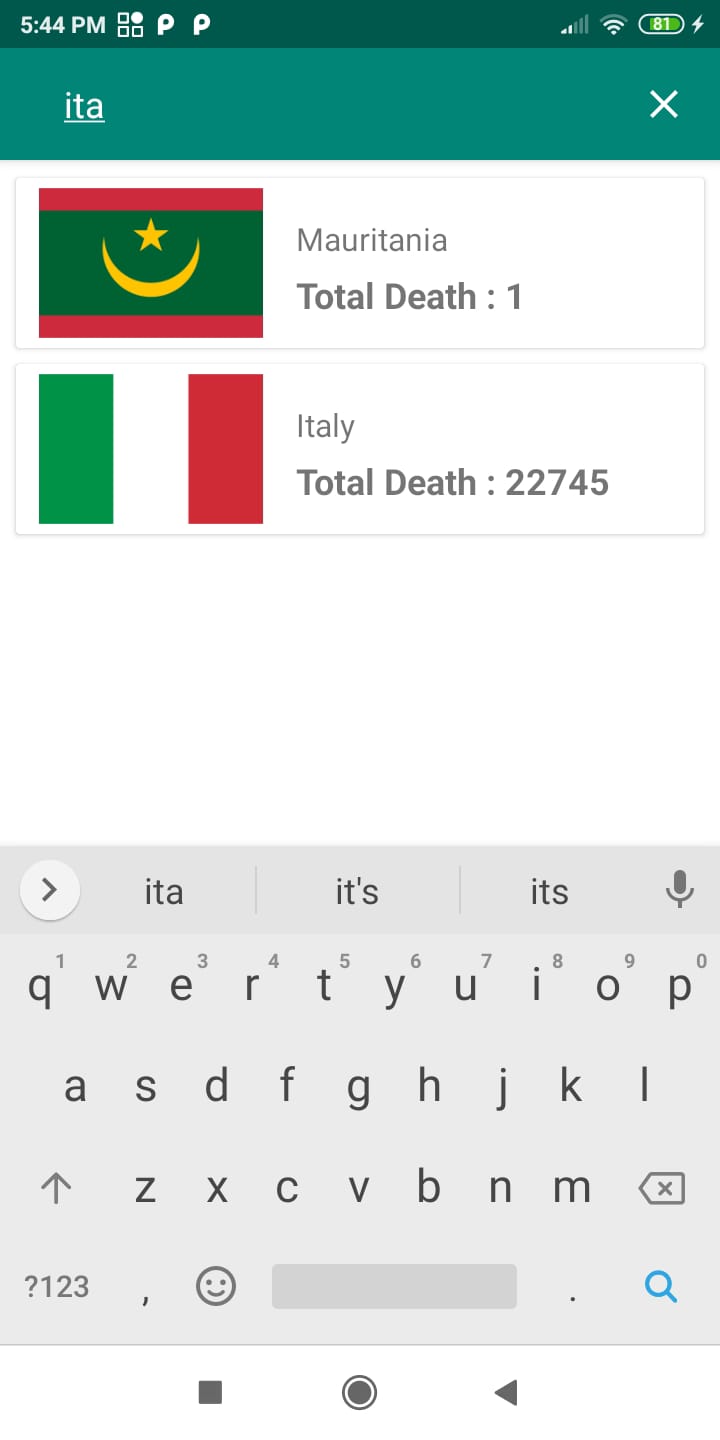 5:44 PM P P 81
ita
Mauritania
Total Death : 1
Italy
Total Death : 22745
ita it's its
1 2 3 4 5 6 7 8 9 0
q w e r t y u i o p
a s d f g h j k l
z x c v b n m
?123 , .